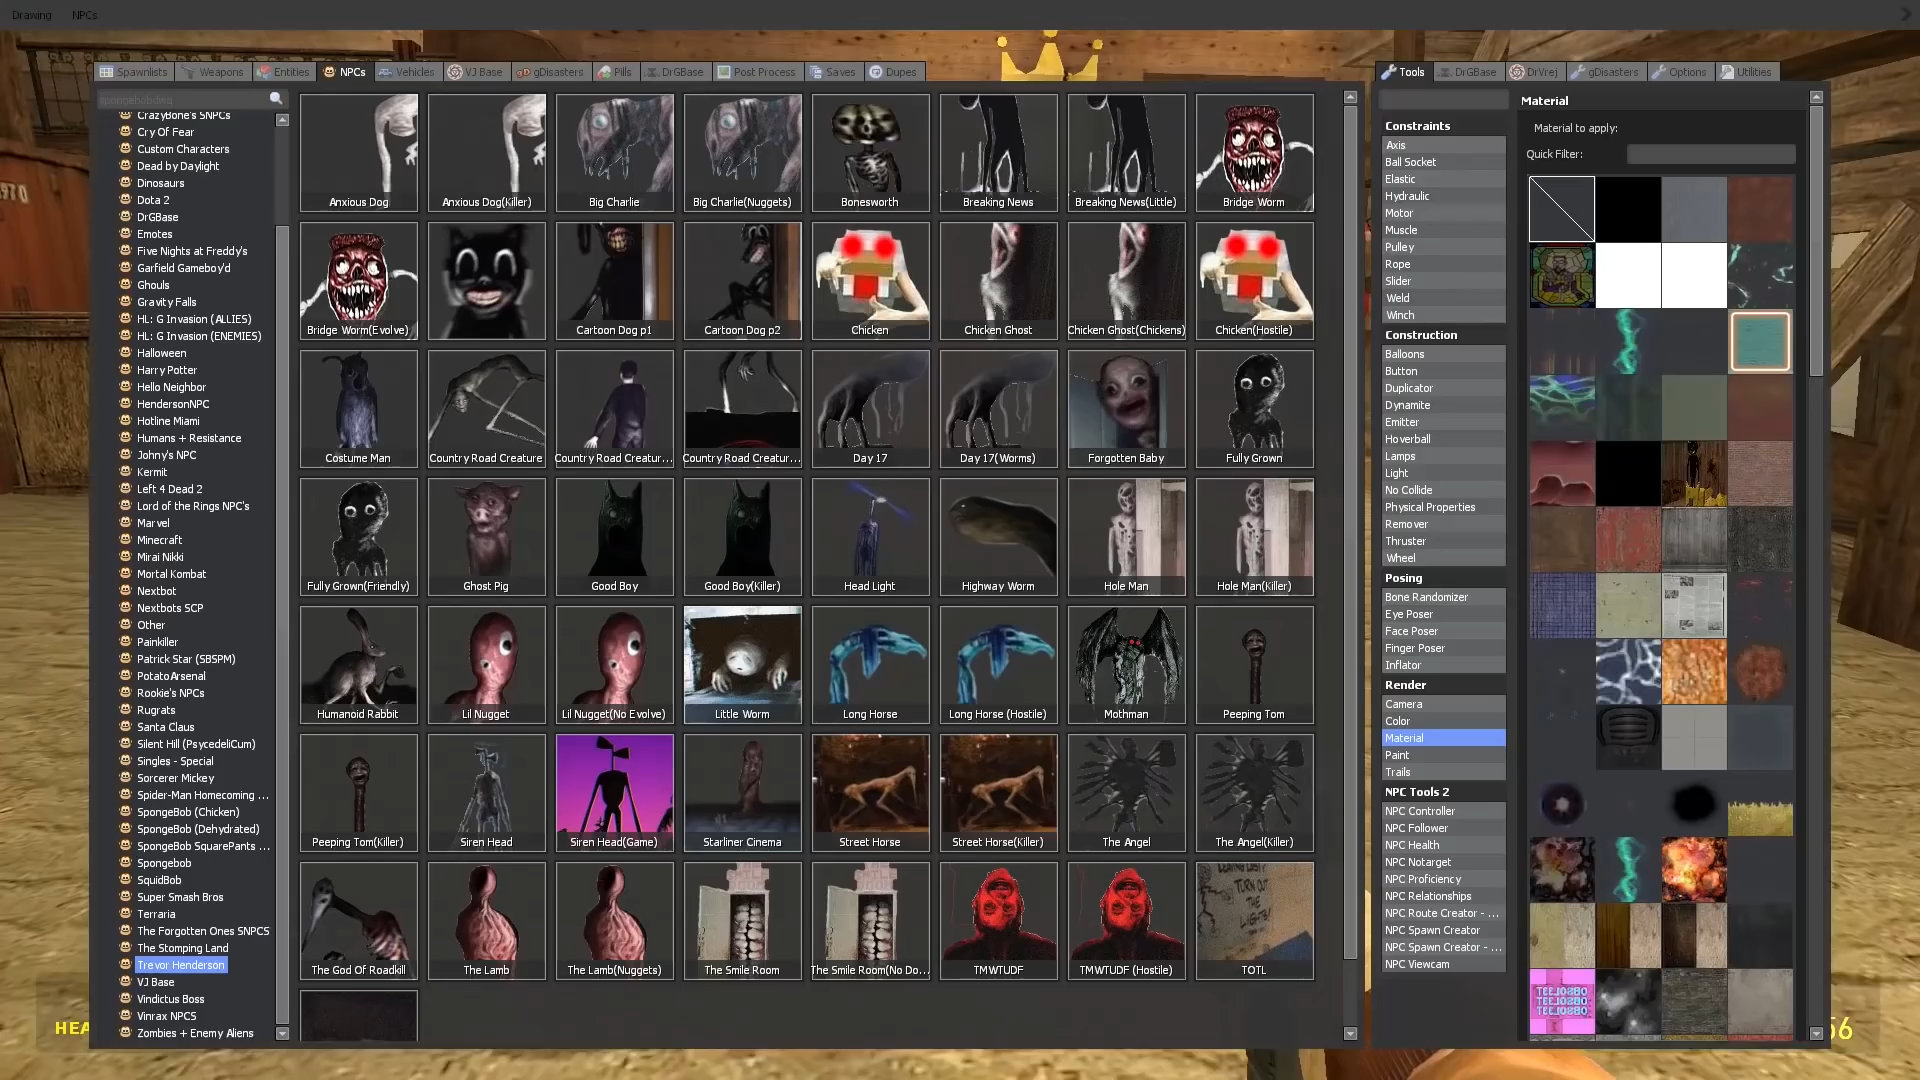 Drawing NPCs
Spawnlists Weapons Entities NPCs Vehicles VJ Base gDisasters Pills DrGBase Post Process Saves Dupes
Tools DrGBase DrVrej gDisasters Options Utilities
CrazyBone's SNPCs
Cry Of Fear
Custom Characters
Dead by Daylight
Dinosaurs
Dota 2
DrGBase
Emotes
Five Nights at Freddy's
Garfield Gameboy'd
Ghouls
Gravity Falls
HL: G Invasion (ALLIES)
HL: G Invasion (ENEMIES)
Halloween
Harry Potter
Hello Neighbor
HendersonNPC
Hotline Miami
Humans + Resistance
Johny's NPC
Kermit
Left 4 Dead 2
Lord of the Rings NPC's
Marvel
Minecraft
Mirai Nikki
Mortal Kombat
Nextbot
Nextbots SCP
Other
Painkiller
Patrick Star (SBSPM)
PotatoArsenal
Rookie's NPCs
Rugrats
Santa Claus
Silent Hill (PsycedeliCum)
Singles - Special
Sorcerer Mickey
Spider-Man Homecoming ...
SpongeBob (Chicken)
SpongeBob (Dehydrated)
SpongeBob SquarePants ...
Spongebob
SquidBob
Super Smash Bros
Terraria
The Forgotten Ones SNPCS
The Stomping Land
Trevor Henderson
VJ Base
Vindictus Boss
Vinrax NPCS
Zombies + Enemy Aliens
Anxious Dog Anxious Dog(Killer) Big Charlie Big Charlie(Nuggets) Bonesworth Breaking News Breaking News(Little) Bridge Worm
Bridge Worm(Evolve) Cartoon Dog p1 Cartoon Dog p2 Chicken Chicken Ghost Chicken Ghost(Chickens) Chicken(Hostile)
Costume Man Country Road Creature Country Road Creatur... Country Road Creatur... Day 17 Day 17(Worms) Forgotten Baby Fully Grown
Fully Grown(Friendly) Ghost Pig Good Boy Good Boy(Killer) Head Light Highway Worm Hole Man Hole Man(Killer)
Humanoid Rabbit Lil Nugget Lil Nugget(No Evolve) Little Worm Long Horse Long Horse (Hostile) Mothman Peeping Tom
Peeping Tom(Killer) Siren Head Siren Head(Game) Starliner Cinema Street Horse Street Horse(Killer) The Angel The Angel(Killer)
The God Of Roadkill The Lamb The Lamb(Nuggets) The Smile Room The Smile Room(No Do... TMWTUDF TMWTUDF (Hostile) TOTL
TURN OUT
THE
LIGHTS!
Constraints
Axis
Ball Socket
Elastic
Hydraulic
Motor
Muscle
Pulley
Rope
Slider
Weld
Winch
Construction
Balloons
Button
Duplicator
Dynamite
Emitter
Hoverball
Lamps
Light
No Collide
Physical Properties
Remover
Thruster
Wheel
Posing
Bone Randomizer
Eye Poser
Face Poser
Finger Poser
Inflator
Render
Camera
Color
Material
Paint
Trails
NPC Tools 2
NPC Controller
NPC Follower
NPC Health
NPC Notarget
NPC Proficiency
NPC Relationships
NPC Route Creator - ...
NPC Spawn Creator
NPC Spawn Creator - ...
NPC Viewcam
Material
Material to apply:
Quick Filter:
HEA
56
970